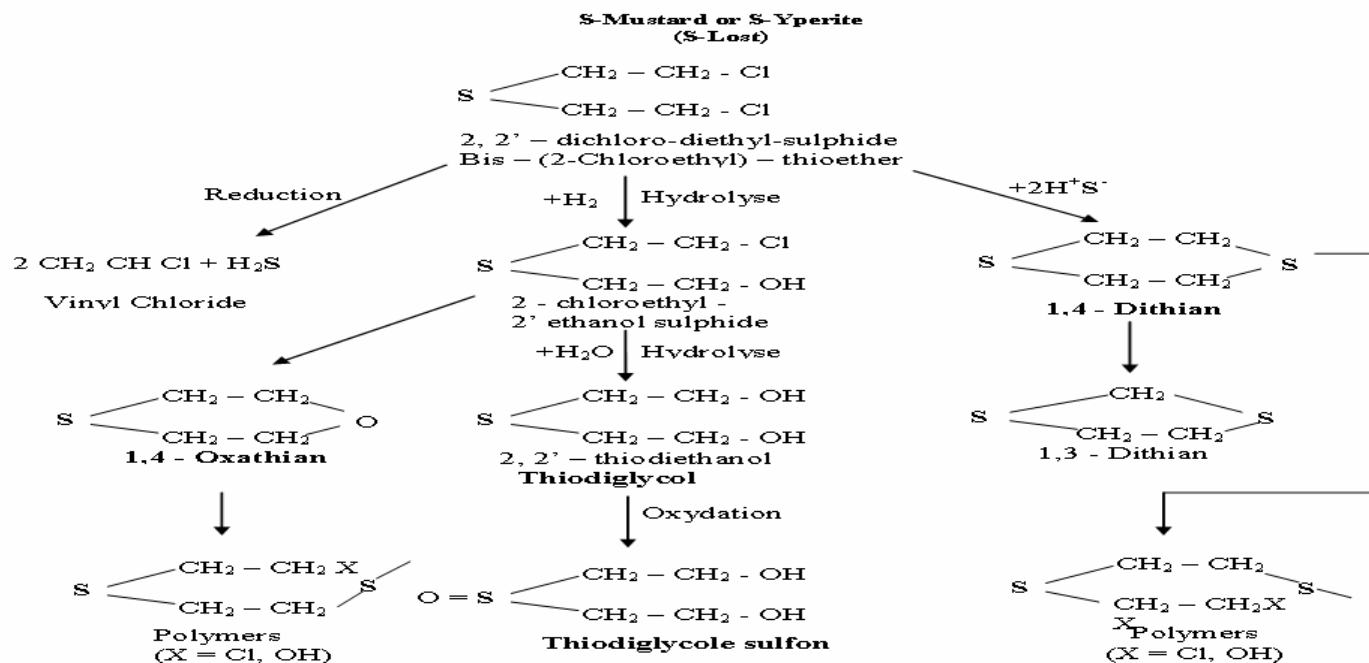 S-Mustard or S-Yperite
(S-Lost)
CH₂ – CH₂ - Cl
S
CH₂ – CH₂ - Cl
2, 2’ – dichloro-diethyl-sulphide
Bis – (2-Chloroethyl) – thioether
Reduction
+H₂ Hydrolyse
+2H⁺S⁻
2 CH₂ CH Cl + H₂S
Vinyl Chloride
CH₂ – CH₂ - Cl
S
CH₂ – CH₂ - OH
2 - chloroethyl -
2’ ethanol sulphide
CH₂ – CH₂
S S
CH₂ – CH₂
1,4 - Dithian
+H₂O Hydrolyse
CH₂ – CH₂
S O
CH₂ – CH₂
1,4 - Oxathian
CH₂ – CH₂ - OH
S
CH₂ – CH₂ - OH
2, 2’ – thiodiethanol
Thiodiglycol
CH₂
S S
CH₂ – CH₂
1,3 - Dithian
Oxydation
CH₂ – CH₂ X
S S
CH₂ – CH₂
Polymers
(X = Cl, OH)
CH₂ – CH₂ - OH
O = S
CH₂ – CH₂ - OH
Thiodiglycole sulfon
CH₂ – CH₂
S S
CH₂ – CH₂X
X
Polymers
(X = Cl, OH)